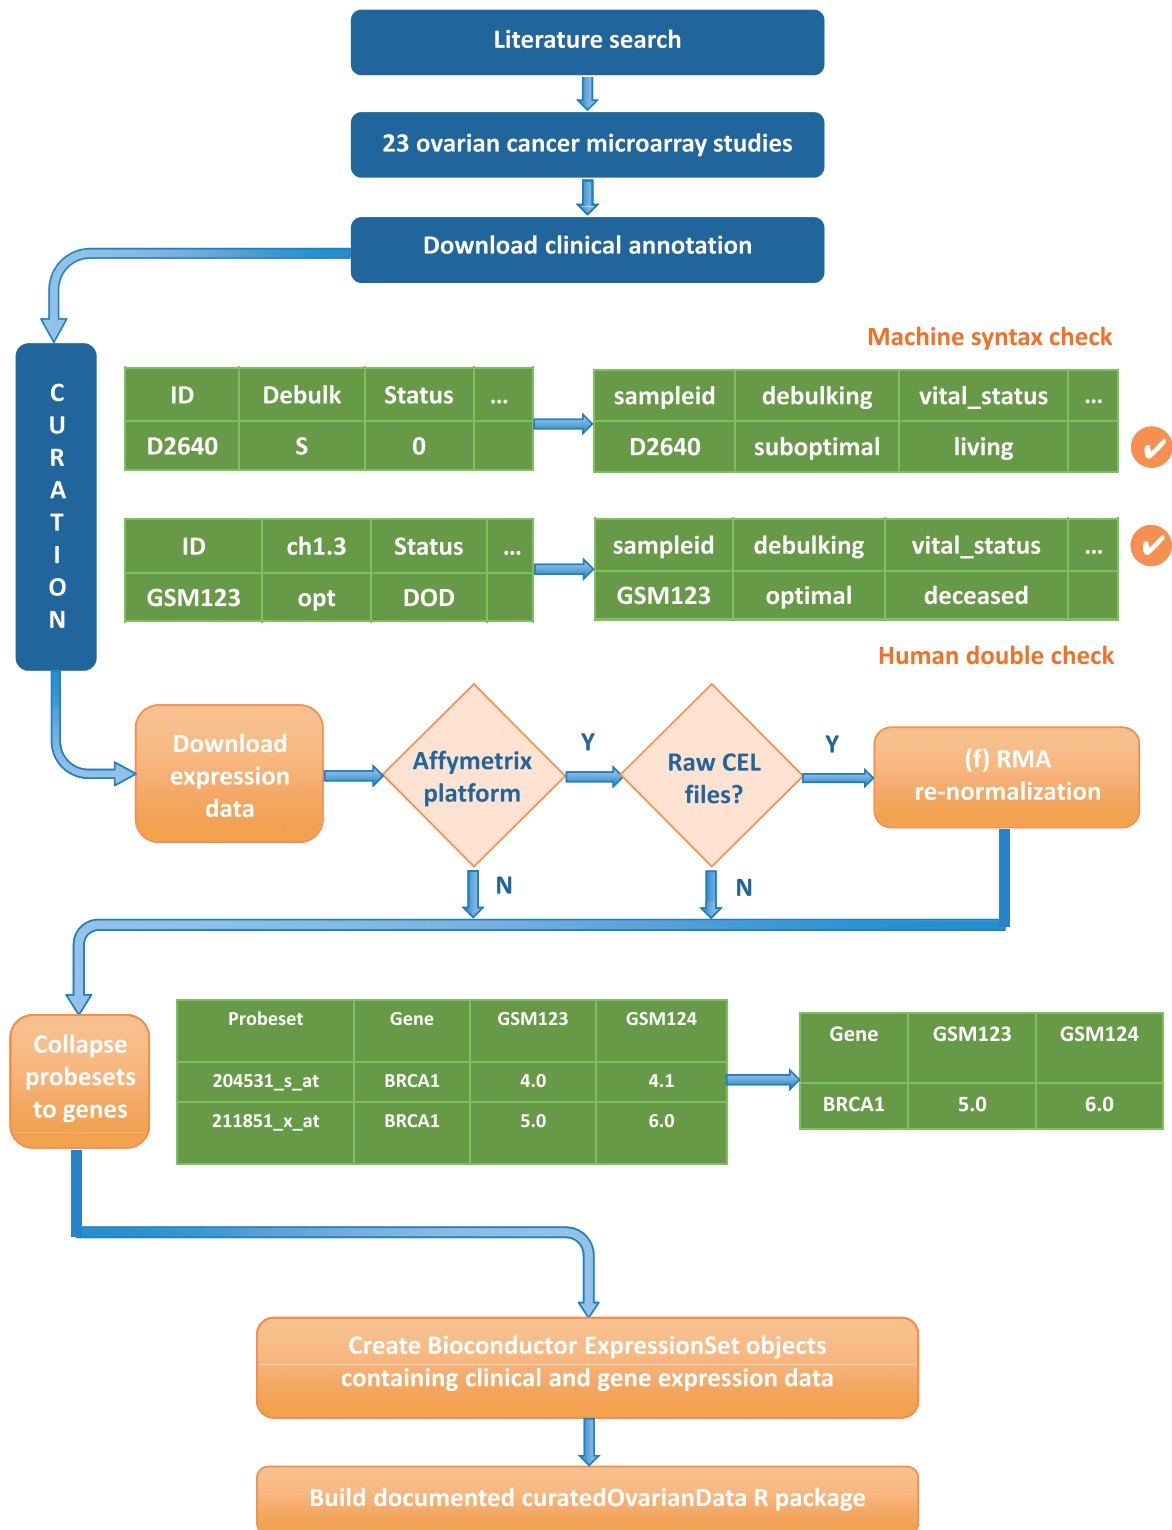 Literature search
23 ovarian cancer microarray studies
Download clinical annotation
Machine syntax check
CURATION
ID Debulk Status ...
D2640 S 0
sampleid debulking vital_status ...
D2640 suboptimal living
ID ch1.3 Status ...
GSM123 opt DOD
sampleid debulking vital_status ...
GSM123 optimal deceased
Human double check
Download
expression
data
Affymetrix
platform
Y
N
Raw CEL
files?
Y
N
(f) RMA
re-normalization
Collapse
probesets
to genes
Probeset Gene GSM123 GSM124
204531_s_at BRCA1 4.0 4.1
211851_x_at BRCA1 5.0 6.0
Gene GSM123 GSM124
BRCA1 5.0 6.0
Create Bioconductor ExpressionSet objects
containing clinical and gene expression data
Build documented curatedOvarianData R package